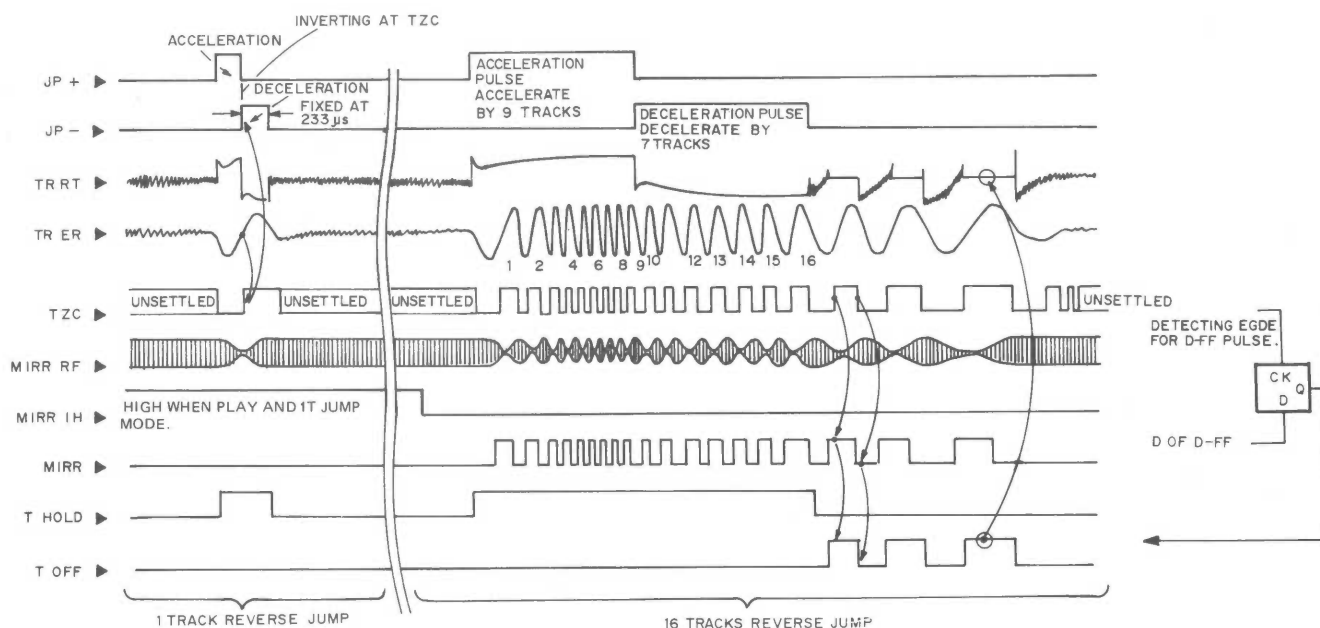 INVERTING AT TZC
ACCELERATION
JP +
DECELERATION
FIXED AT
233 µs
JP -
ACCELERATION
PULSE
ACCELERATE
BY 9 TRACKS
DECELERATION PULSE
DECELERATE BY
7 TRACKS
TR RT
TR ER
1 2 4 6 8 9 10 12 13 14 15 16
UNSETTLED UNSETTLED UNSETTLED UNSETTLED
TZC
MIRR RF
HIGH WHEN PLAY AND 1T JUMP
MODE.
MIRR IH
MIRR
T HOLD
T OFF
1 TRACK REVERSE JUMP
16 TRACKS REVERSE JUMP
DETECTING EGDE
FOR D-FF PULSE.
CK
Q
D
D OF D-FF